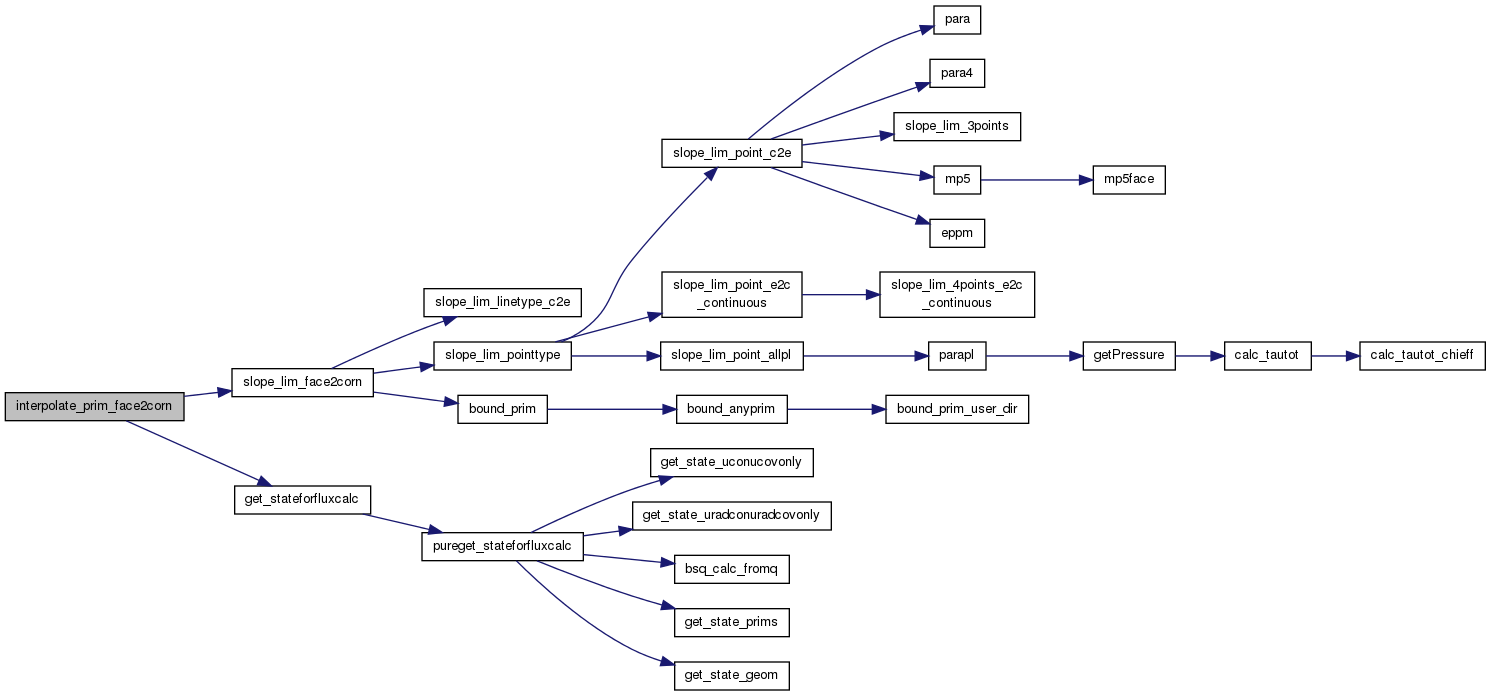 para
para4
slope_lim_3points
slope_lim_point_c2e
mp5
mp5face
eppm
slope_lim_point_e2c
_continuous
slope_lim_4points_e2c
_continuous
slope_lim_linetype_c2e
slope_lim_pointtype
slope_lim_point_allpl
parapl
getPressure
calc_tautot
calc_tautot_chieff
slope_lim_face2corn
interpolate_prim_face2corn
bound_prim
bound_anyprim
bound_prim_user_dir
get_state_uconucovonly
get_stateforfluxcalc
get_state_uradconuradcovonly
pureget_stateforfluxcalc
bsq_calc_fromq
get_state_prims
get_state_geom